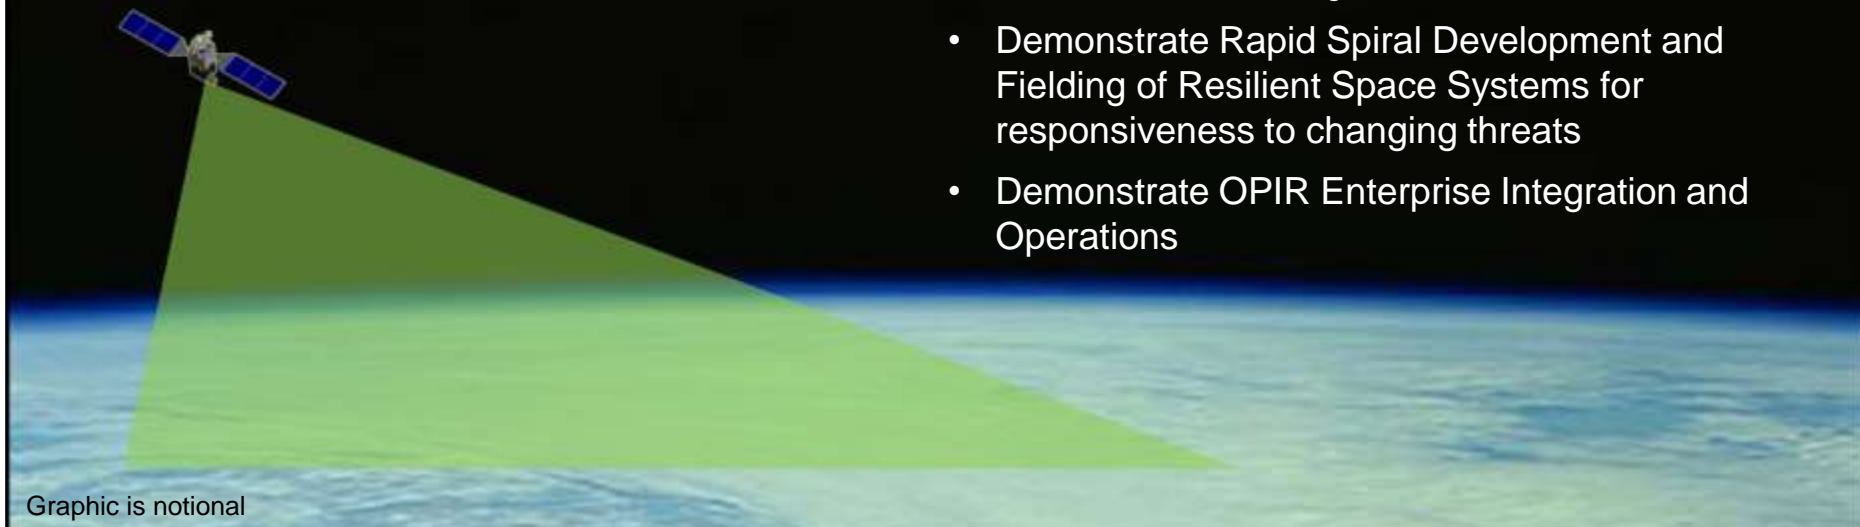 • Demonstrate Rapid Spiral Development and
Fielding of Resilient Space Systems for
responsiveness to changing threats
• Demonstrate OPIR Enterprise Integration and
Operations
Graphic is notional